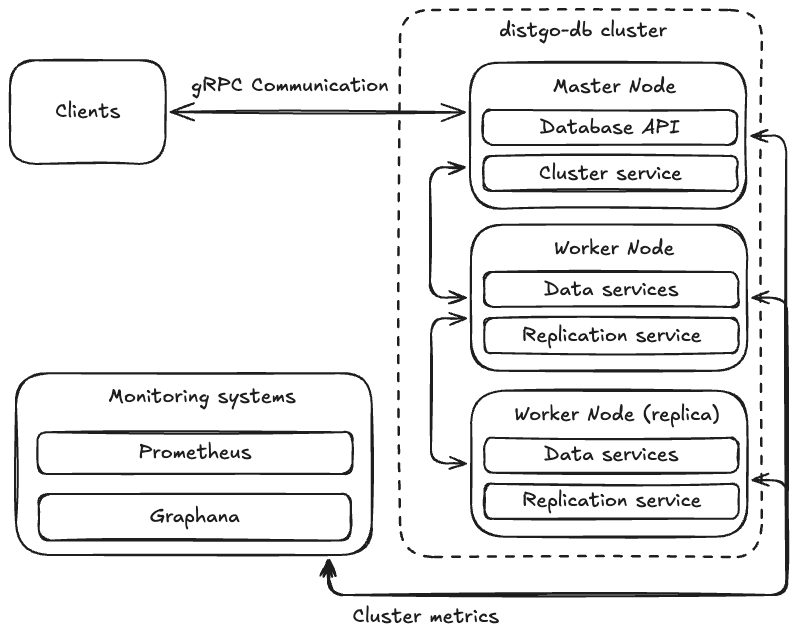 distgo-db cluster
Clients
gRPC Communication
Master Node
Database API
Cluster service
Worker Node
Data services
Replication service
Worker Node (replica)
Data services
Replication service
Monitoring systems
Prometheus
Graphana
Cluster metrics